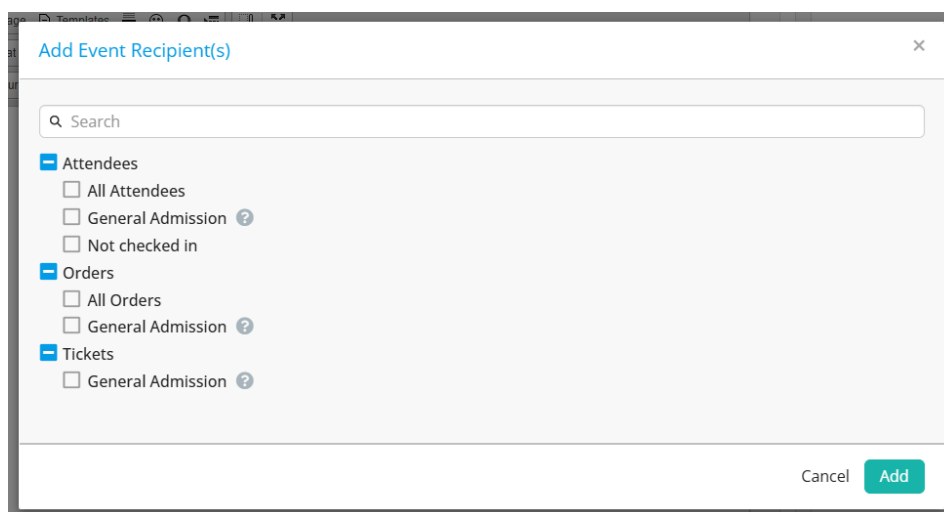 Templates
Add Event Recipient(s)
Search
Attendees
All Attendees
General Admission ?
Not checked in
Orders
All Orders
General Admission ?
Tickets
General Admission ?
Cancel Add